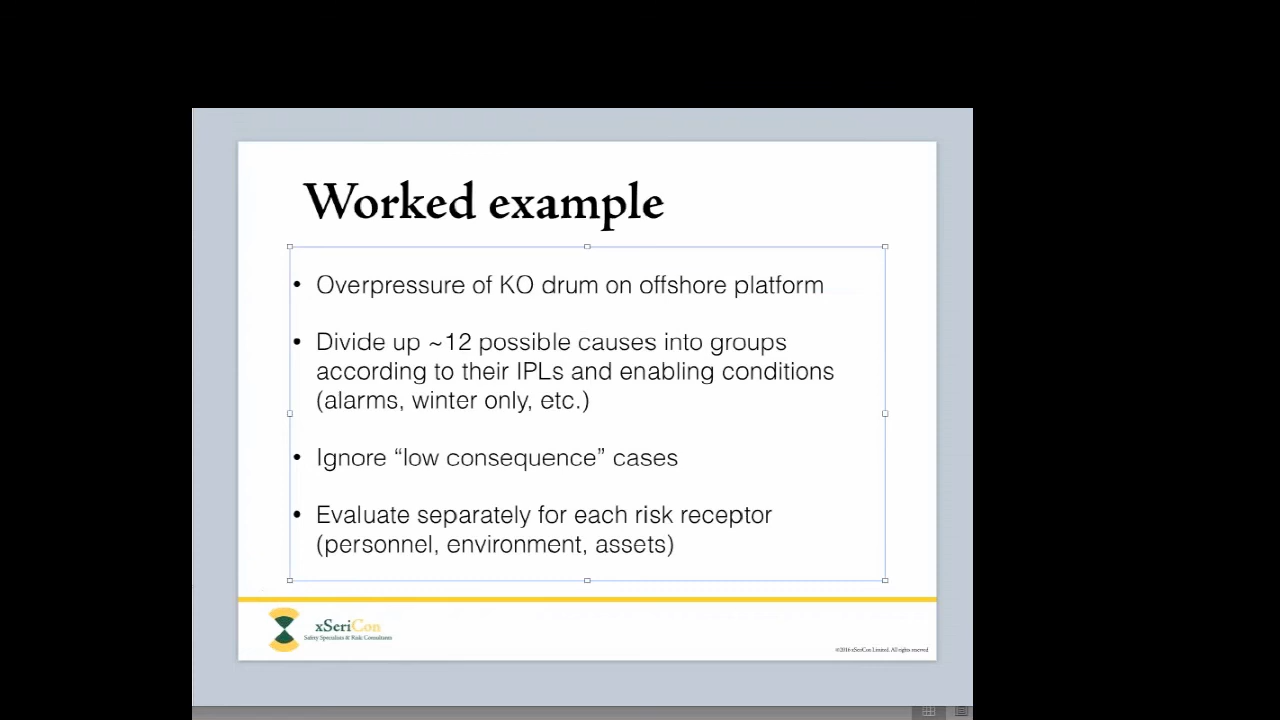 Worked example
• Overpressure of KO drum on offshore platform
• Divide up ~12 possible causes into groups
according to their IPLs and enabling conditions
(alarms, winter only, etc.)
• Ignore “low consequence” cases
• Evaluate separately for each risk receptor
(personnel, environment, assets)
xSeriCon
Safety Specialists & Risk Consultants
©2016 xSeriCon Limited. All rights reserved